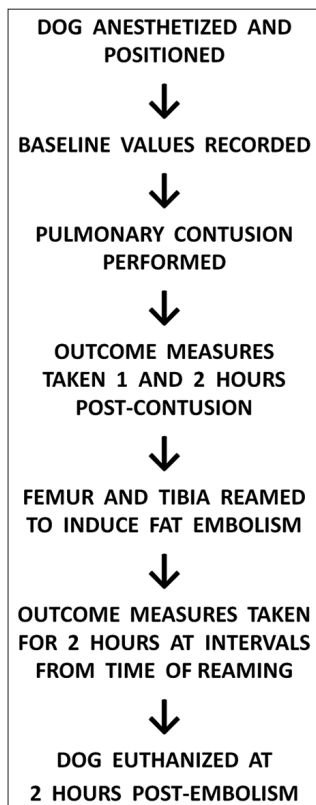 DOG ANESTHETIZED AND
POSITIONED
BASELINE VALUES RECORDED
PULMONARY CONTUSION
PERFORMED
OUTCOME MEASURES
TAKEN 1 AND 2 HOURS
POST-CONTUSION
FEMUR AND TIBIA REAMED
TO INDUCE FAT EMBOLISM
OUTCOME MEASURES TAKEN
FOR 2 HOURS AT INTERVALS
FROM TIME OF REAMING
DOG EUTHANIZED AT
2 HOURS POST-EMBOLISM